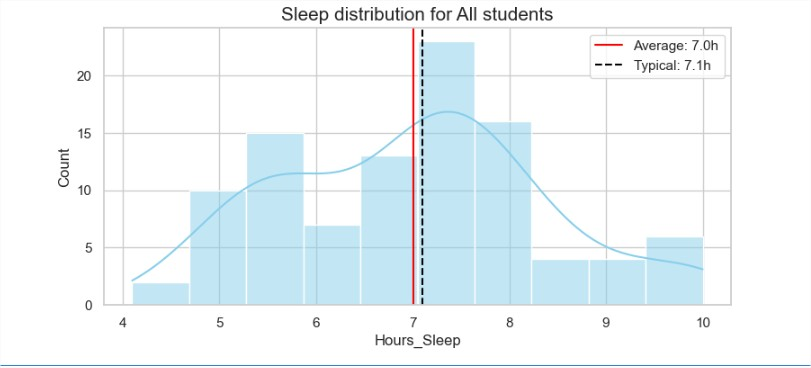 Sleep distribution for All students
Average: 7.0h
Typical: 7.1h
20
15
10
5
0
Count
4 5 6 7 8 9 10
Hours_Sleep